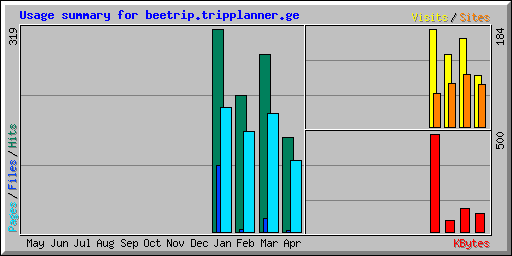 Usage summary for beetrip.tripplanner.ge
Visits / Sites
319
184
500
Pages / Files / Hits
May Jun Jul Aug Sep Oct Nov Dec Jan Feb Mar Apr
KBytes